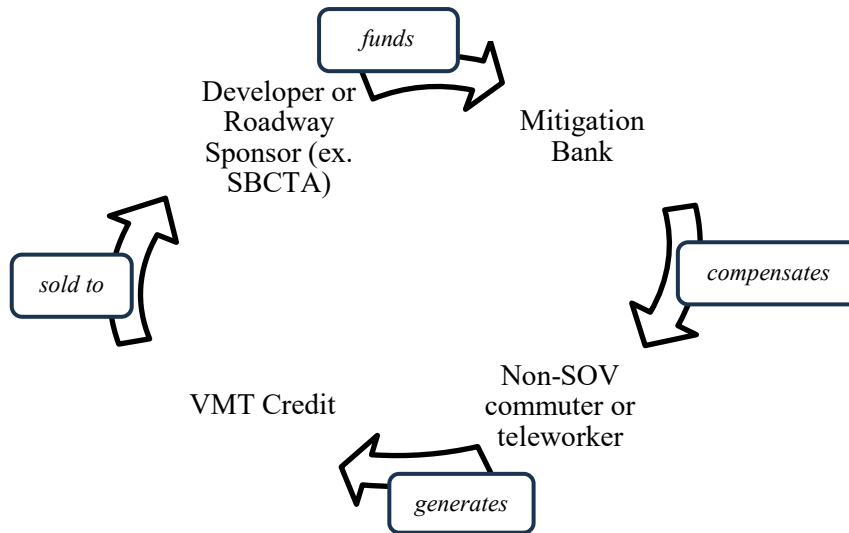 funds
Developer or
Roadway
Sponsor (ex.
SBCTA)
Mitigation
Bank
compensates
Non-SOV
commuter or
teleworker
generates
VMT Credit
sold to